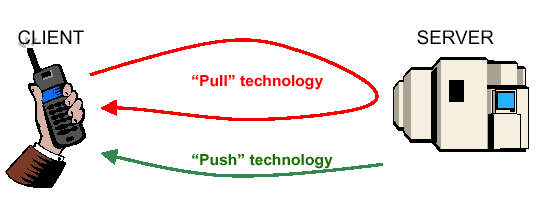 CLIENT
SERVER
“Pull” technology
“Push” technology